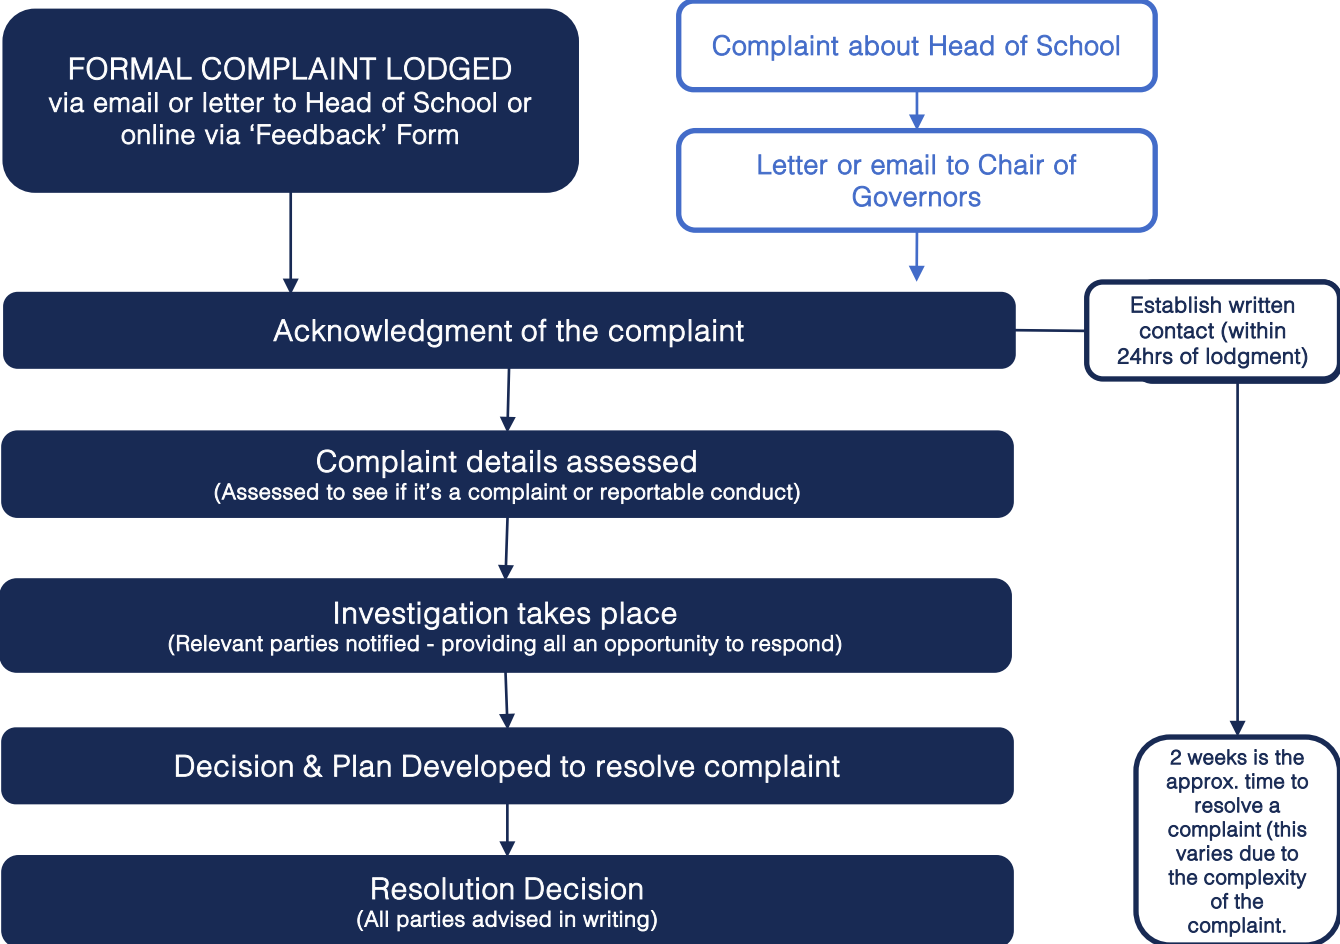 FORMAL COMPLAINT LODGED
via email or letter to Head of School or
online via ‘Feedback’ Form
Complaint about Head of School
Letter or email to Chair of
Governors
Acknowledgment of the complaint
Establish written
contact (within
24hrs of lodgment)
Complaint details assessed
(Assessed to see if it’s a complaint or reportable conduct)
Investigation takes place
(Relevant parties notified - providing all an opportunity to respond)
Decision & Plan Developed to resolve complaint
2 weeks is the
approx. time to
resolve a
complaint (this
varies due to
the complexity
of the
complaint.
Resolution Decision
(All parties advised in writing)